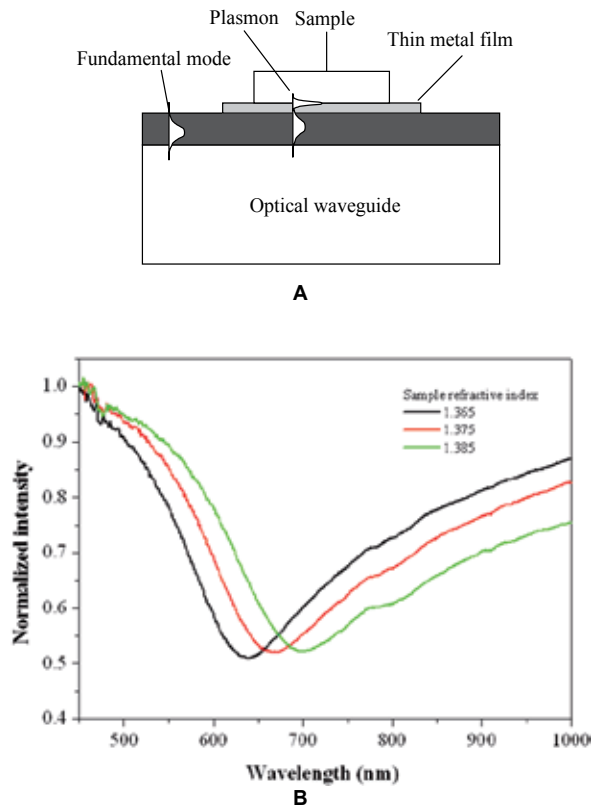 Plasmon Sample
Thin metal film
Fundamental mode
Optical waveguide
A
Sample refractive index
1.365
1.375
1.385
1.0
0.9
0.8
0.7
0.6
0.5
0.4
Normalized intensity
500 600 700 800 900 1000
Wavelength (nm)
B